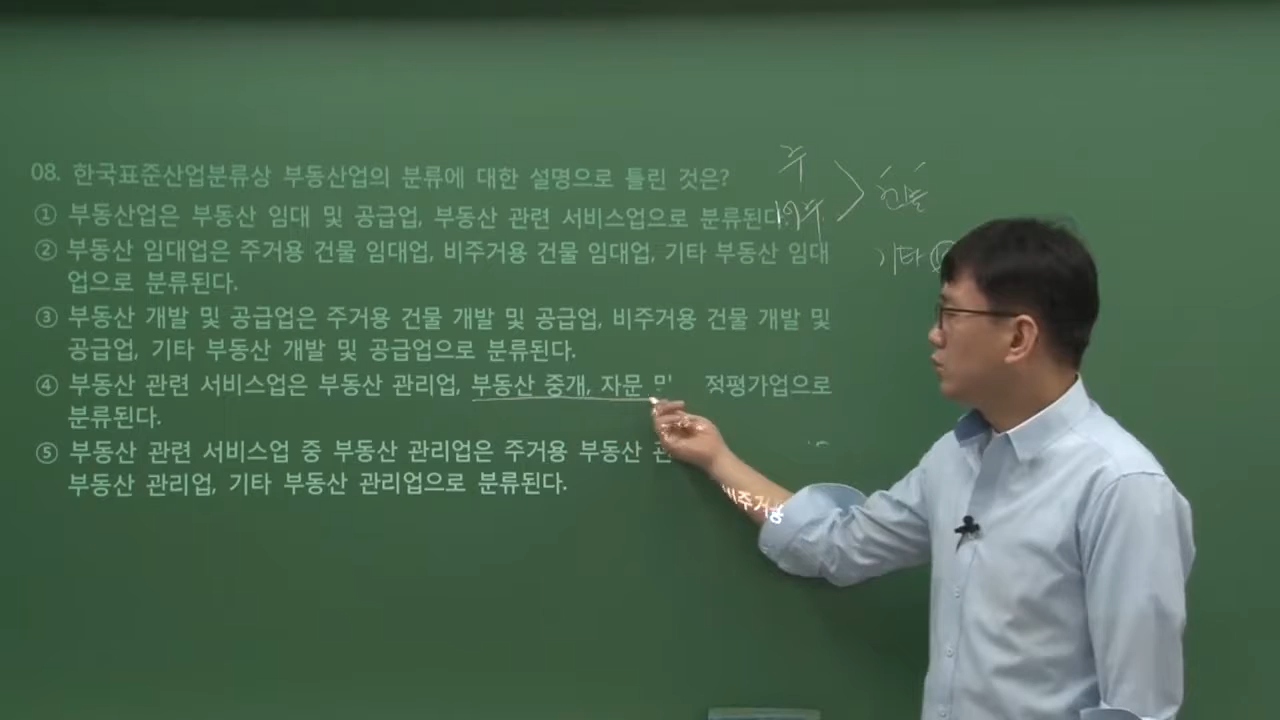 08. 한국표준산업분류상 부동산업의 분류에 대한 설명으로 틀린 것은?
① 부동산업은 부동산 임대 및 공급업, 부동산 관련 서비스업으로 분류된다.
② 부동산 임대업은 주거용 건물 임대업, 비주거용 건물 임대업, 기타 부동산 임대
업으로 분류된다.
③ 부동산 개발 및 공급업은 주거용 건물 개발 및 공급업, 비주거용 건물 개발 및
공급업, 기타 부동산 개발 및 공급업으로 분류된다.
④ 부동산 관련 서비스업은 부동산 관리업, 부동산 중개, 자문 및 정평가업으로
분류된다.
⑤ 부동산 관련 서비스업 중 부동산 관리업은 주거용 부동산 비주거용
부동산 관리업, 기타 부동산 관리업으로 분류된다.
주
비주
건물
기타